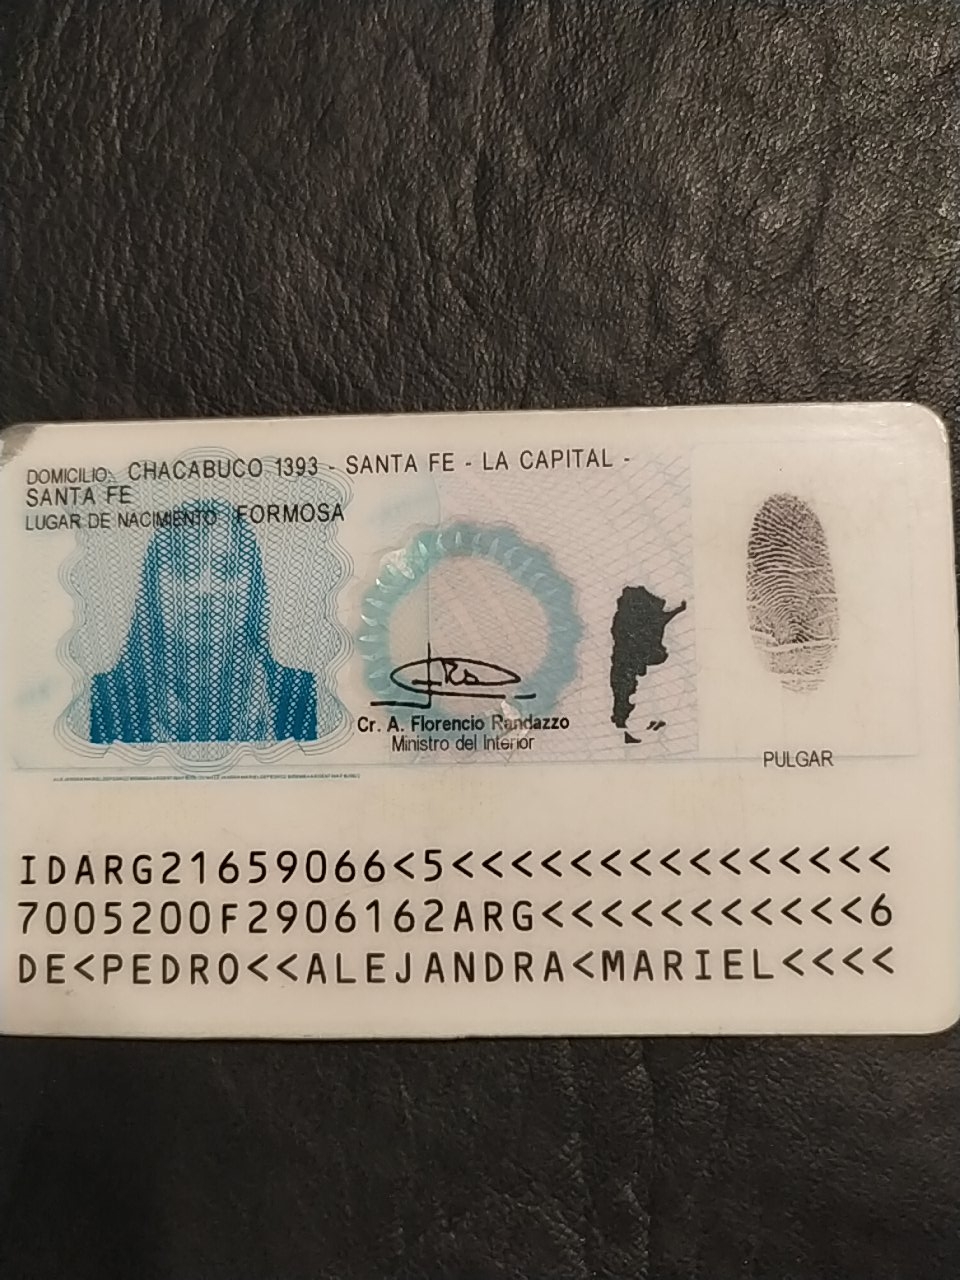 DOMICILIO: CHACABUCO 1393 - SANTA FE - LA CAPITAL -
SANTA FE
LUGAR DE NACIMIENTO: FORMOSA
Cr. A. Florencio Randazzo
Ministro del Interior
PULGAR
IDARG21659066<5<<<<<<<<<<<<<<<
7005200F2906162ARG<<<<<<<<<<<6
DE<PEDRO<<ALEJANDRA<MARIEL<<<<